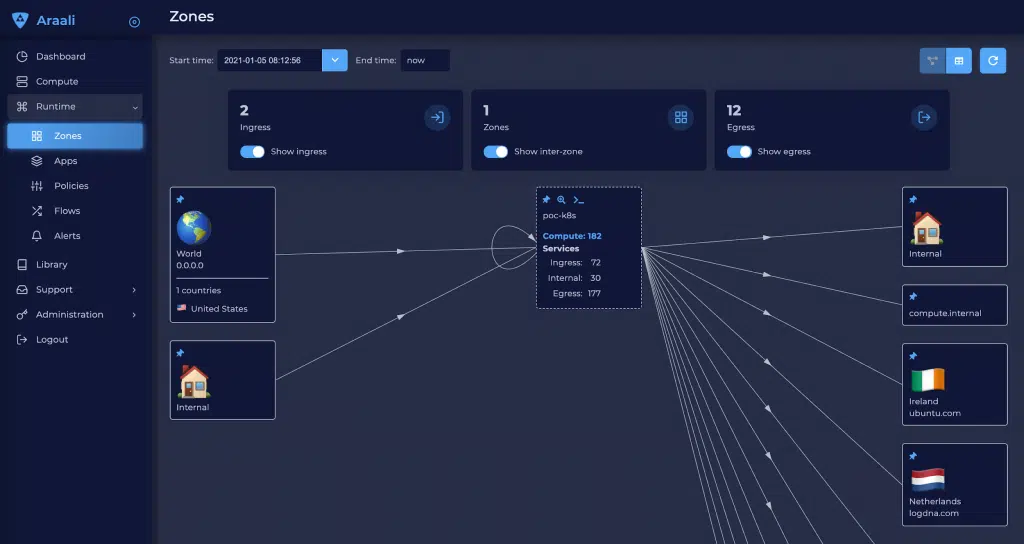 Araali
Zones
Dashboard
Compute
Runtime
Zones
Apps
Policies
Flows
Alerts
Library
Support
Administration
Logout
Start time:
2021-01-05 08:12:56
End time:
now
2
Ingress
Show ingress
1
Zones
Show inter-zone
12
Egress
Show egress
World
0.0.0.0
1 countries
United States
Internal
poc-k8s
Compute: 182
Services
Ingress: 72
Internal: 30
Egress: 177
Internal
compute.internal
Ireland
ubuntu.com
Netherlands
logdna.com